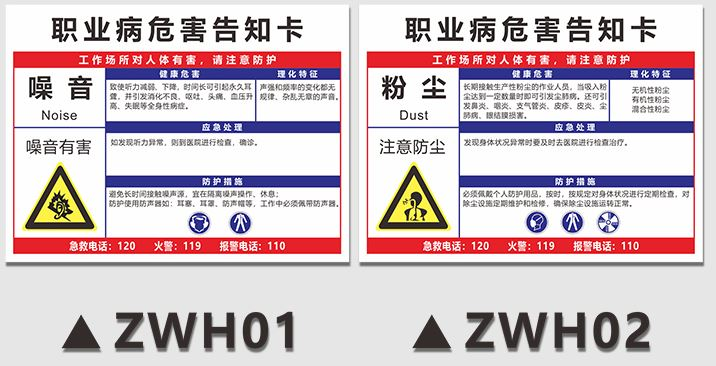 职业病危害告知卡
工作场所对人体有害，请注意防护
噪 音
Noise
健康危害
理化特征
致使听力减弱、下降，时间长可引起永久耳
聋，并引发消化不良、呕吐、头痛、血压升
高、失眠等全身性病症。
声强和频率的变化都无
规律、杂乱无章的声音。
应急处理
如发现听力异常，则到医院进行检查，确诊。
噪音有害
防护措施
避免长时间接触噪声源，宜在隔离噪声操作、休息；
防护使用防声器如：耳塞、耳罩、防声帽等，工作中必须佩带防声器。
急救电话：120 火警：119 报警电话：110
职业病危害告知卡
工作场所对人体有害，请注意防护
粉 尘
Dust
健康危害
理化特征
长期接触生产性粉尘的作业人员，当吸入粉
尘达到一定数量时即可引发尘肺病，还可引
发鼻炎、咽炎、支气管炎、皮疹、皮炎、尘
肺病、眼结膜损害。
无机性粉尘
有机性粉尘
混合性粉尘
应急处理
发现身体状况异常时要及时去医院进行检查治疗。
注意防尘
防护措施
必须佩戴个人防护用品，按时，按规定对身体状况进行定期检查，对
除尘设施定期维护和检修，确保除尘设施运转正常。
急救电话：120 火警：119 报警电话：110
▲ ZWH01
▲ ZWH02